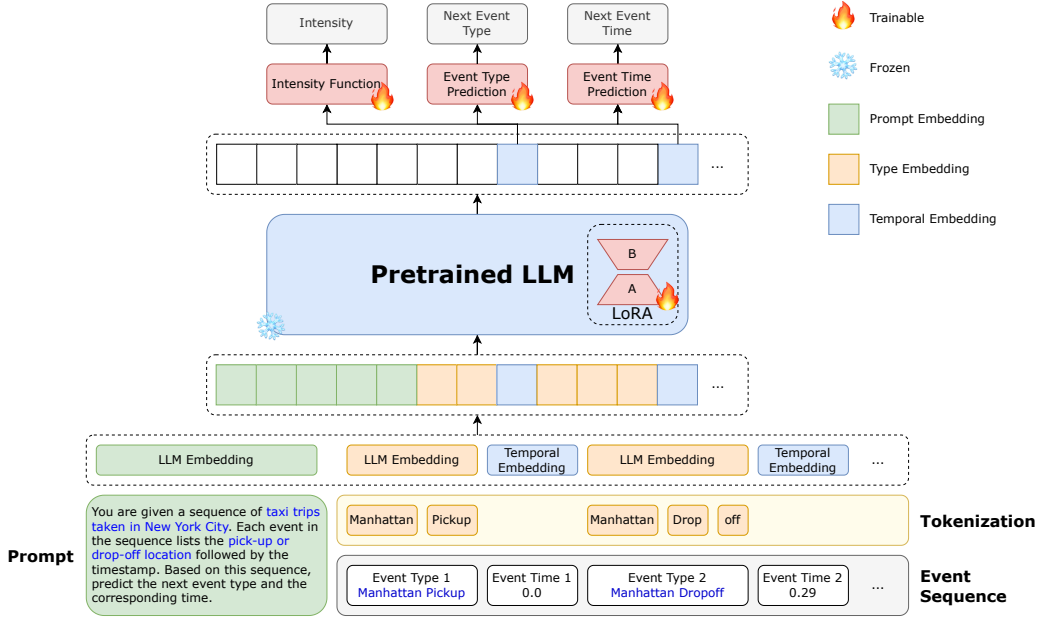 Intensity
Next Event
Type
Next Event
Time
Trainable
Intensity Function
Event Type
Prediction
Event Time
Prediction
Frozen
Prompt Embedding
...
Type Embedding
Temporal Embedding
Pretrained LLM
B
A
LoRA
...
LLM Embedding
LLM Embedding
Temporal
Embedding
LLM Embedding
Temporal
Embedding
...
Prompt
You are given a sequence of taxi trips
taken in New York City. Each event in
the sequence lists the pick-up or
drop-off location followed by the
timestamp. Based on this sequence,
predict the next event type and the
corresponding time.
Manhattan
Pickup
Manhattan
Drop
off
Tokenization
Event Type 1
Manhattan Pickup
Event Time 1
0.0
Event Type 2
Manhattan Dropoff
Event Time 2
0.29
...
Event
Sequence